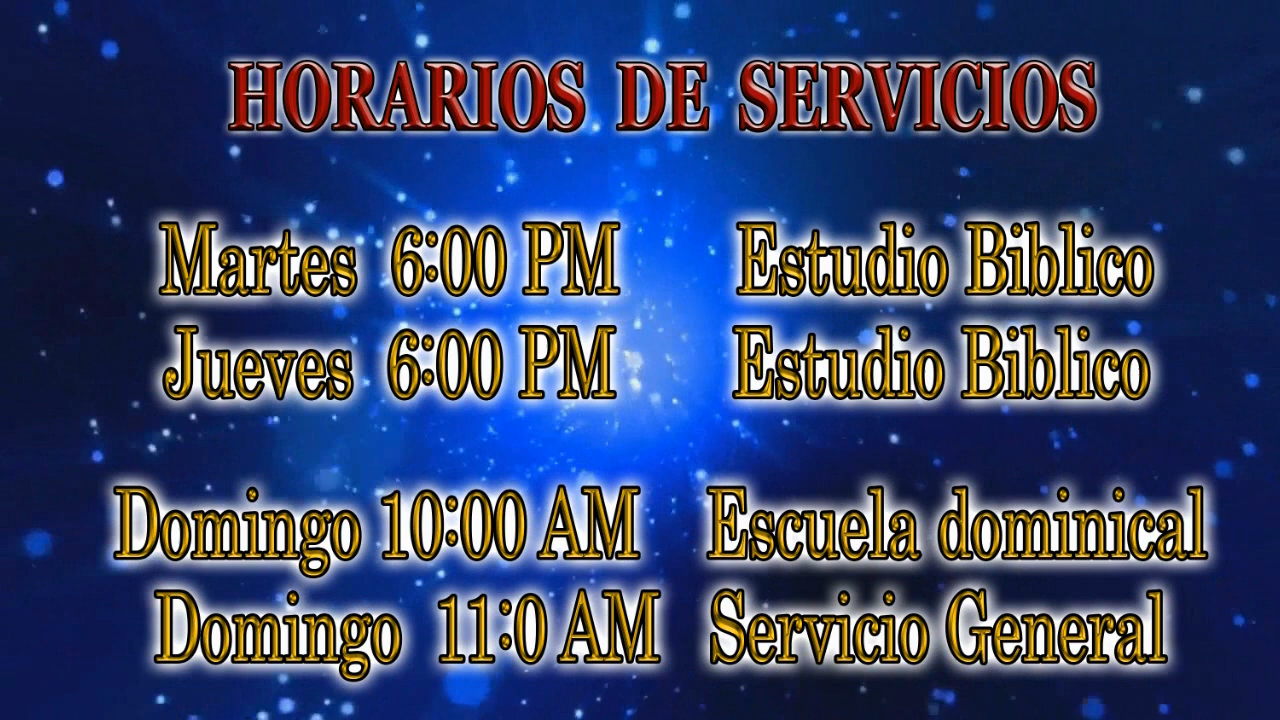 HORARIOS DE SERVICIOS
Martes 6:00 PM Estudio Biblico
Jueves 6:00 PM Estudio Biblico
Domingo 10:00 AM Escuela dominical
Domingo 11:0 AM Servicio General